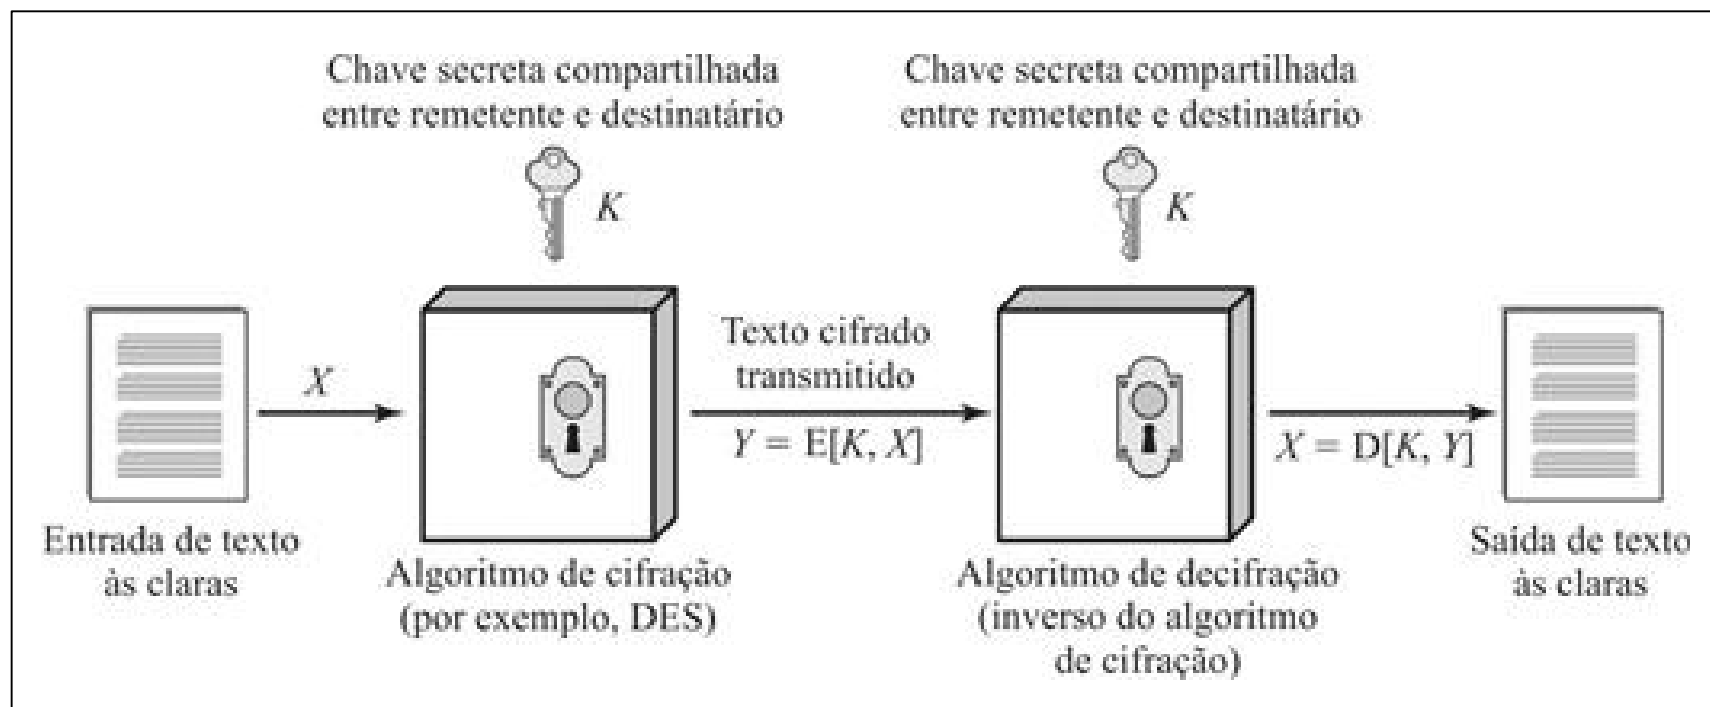 Chave secreta compartilhada
entre remetente e destinatário
K
Chave secreta compartilhada
entre remetente e destinatário
K
X
Texto cifrado
transmitido
Y = E[K, X]
X = D[K, Y]
Entrada de texto
às claras
Algoritmo de cifração
(por exemplo, DES)
Algoritmo de decifração
(inverso do algoritmo
de cifração)
Saída de texto
às claras